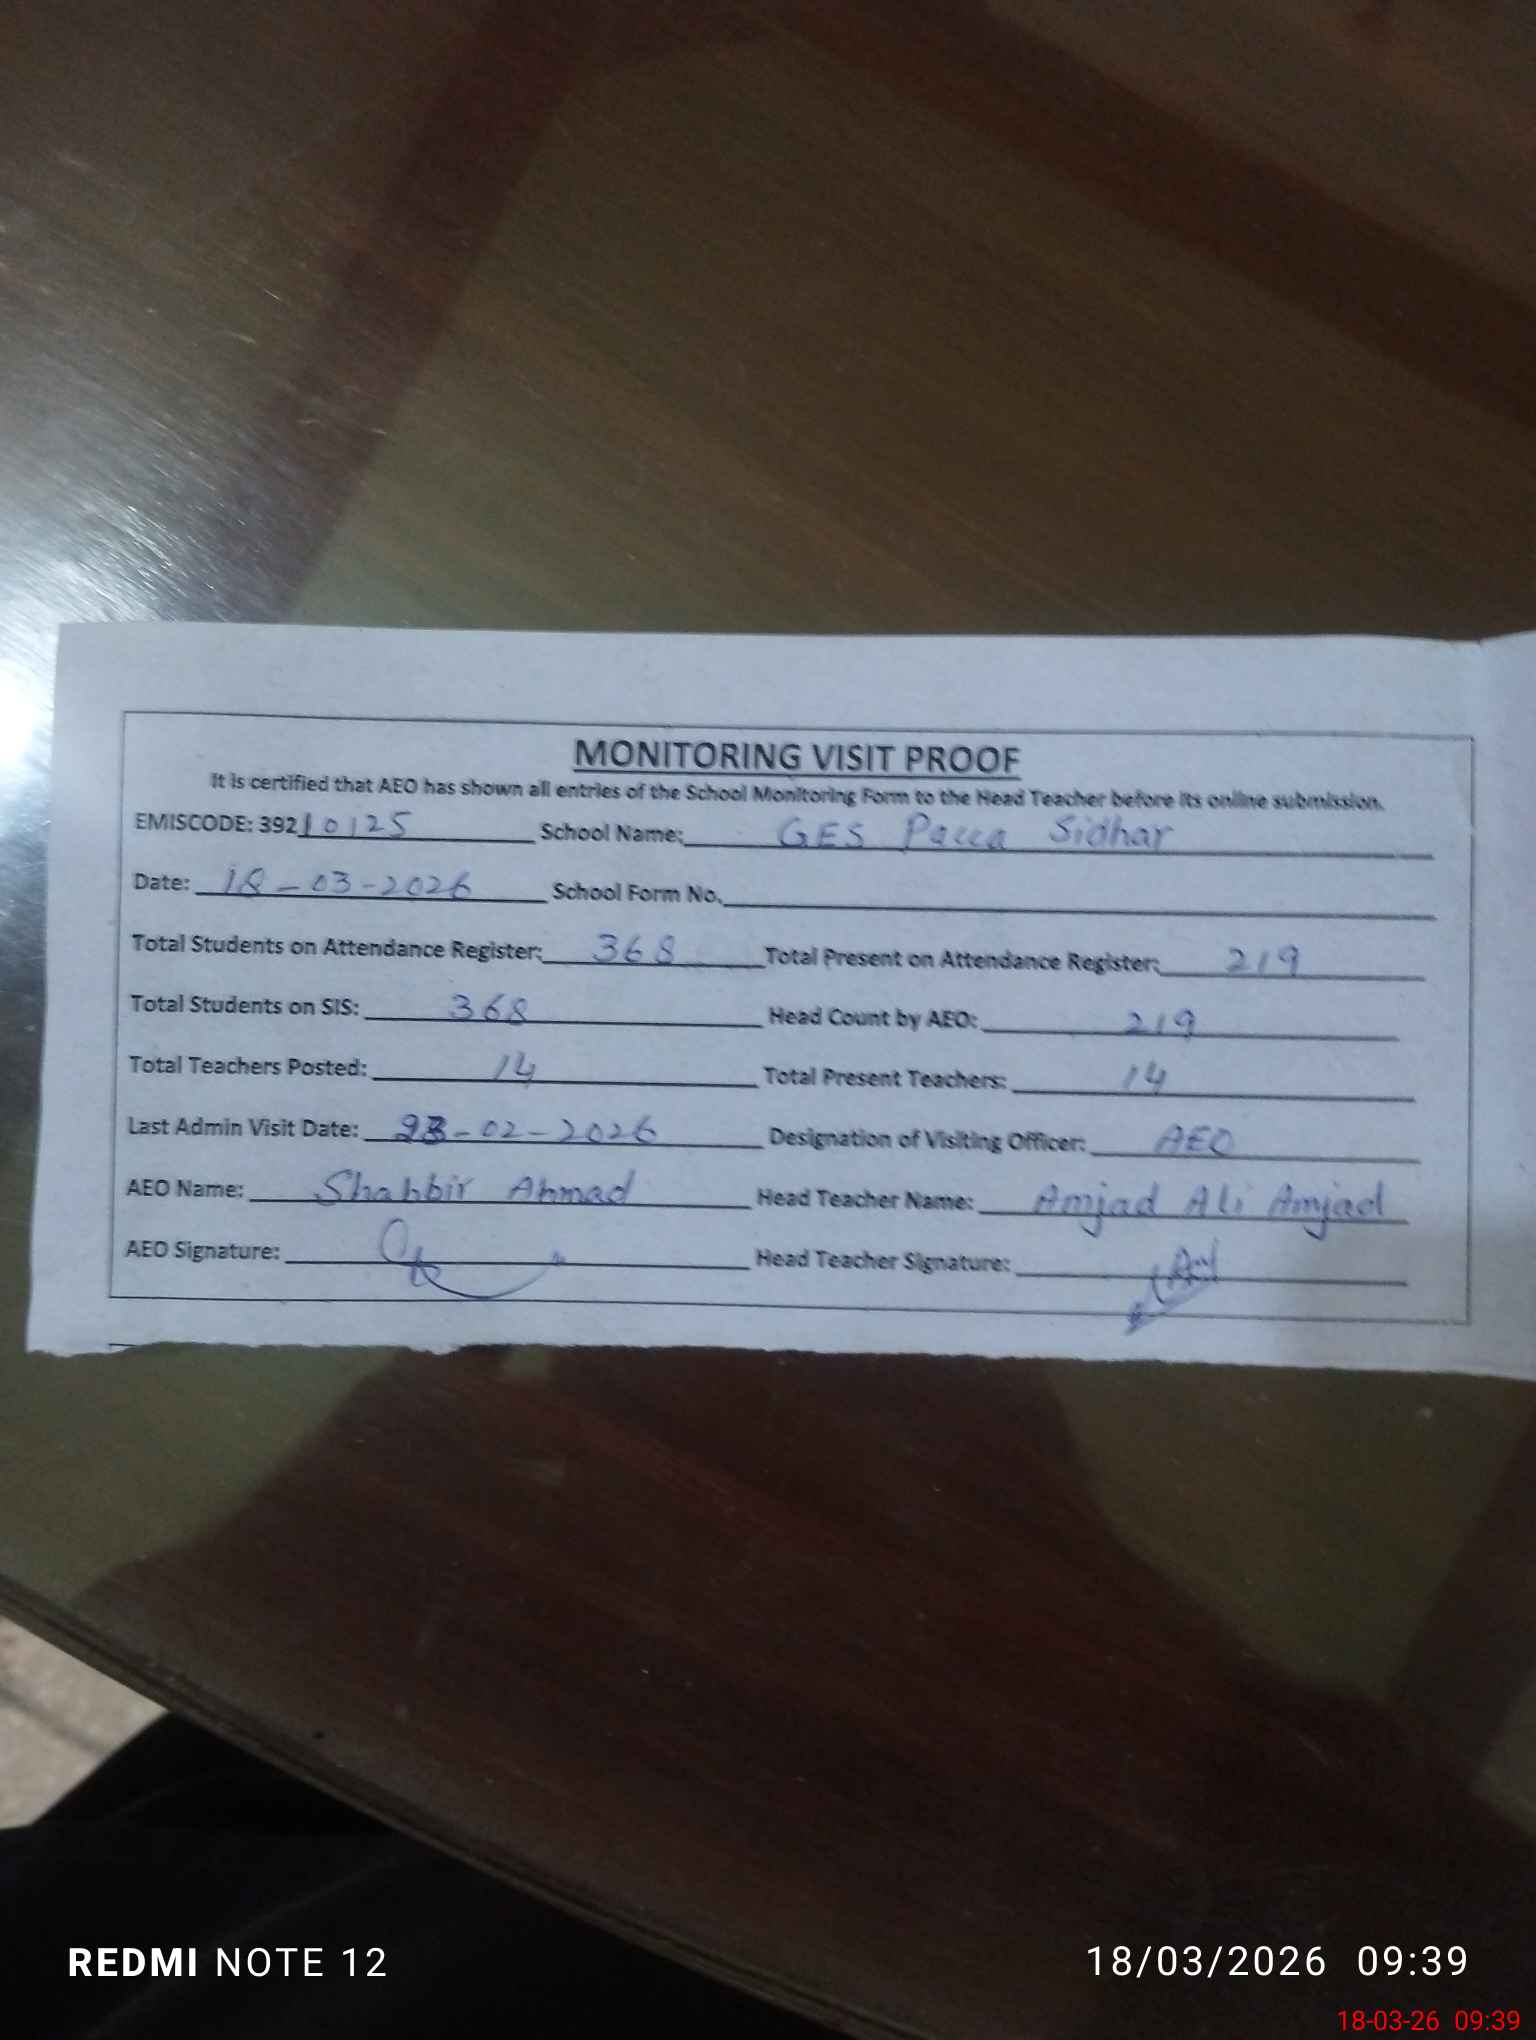 MONITORING VISIT PROOF
It is certified that AEO has shown all entries of the School Monitoring Form to the Head Teacher before its online submission.
EMISCODE: 39210125 School Name: GES Pacca Sidhar
Date: 18-03-2026 School Form No.
Total Students on Attendance Register: 368 Total Present on Attendance Register: 219
Total Students on SIS: 368 Head Count by AEO: 219
Total Teachers Posted: 14 Total Present Teachers: 14
Last Admin Visit Date: -02-2026 Designation of Visiting Officer: AEO
AEO Name: Shahbir Ahmad Head Teacher Name: Amjad Ali Amjad
AEO Signature: Head Teacher Signature:
REDMI NOTE 12 18/03/2026 09:39
18-03-26 09:39